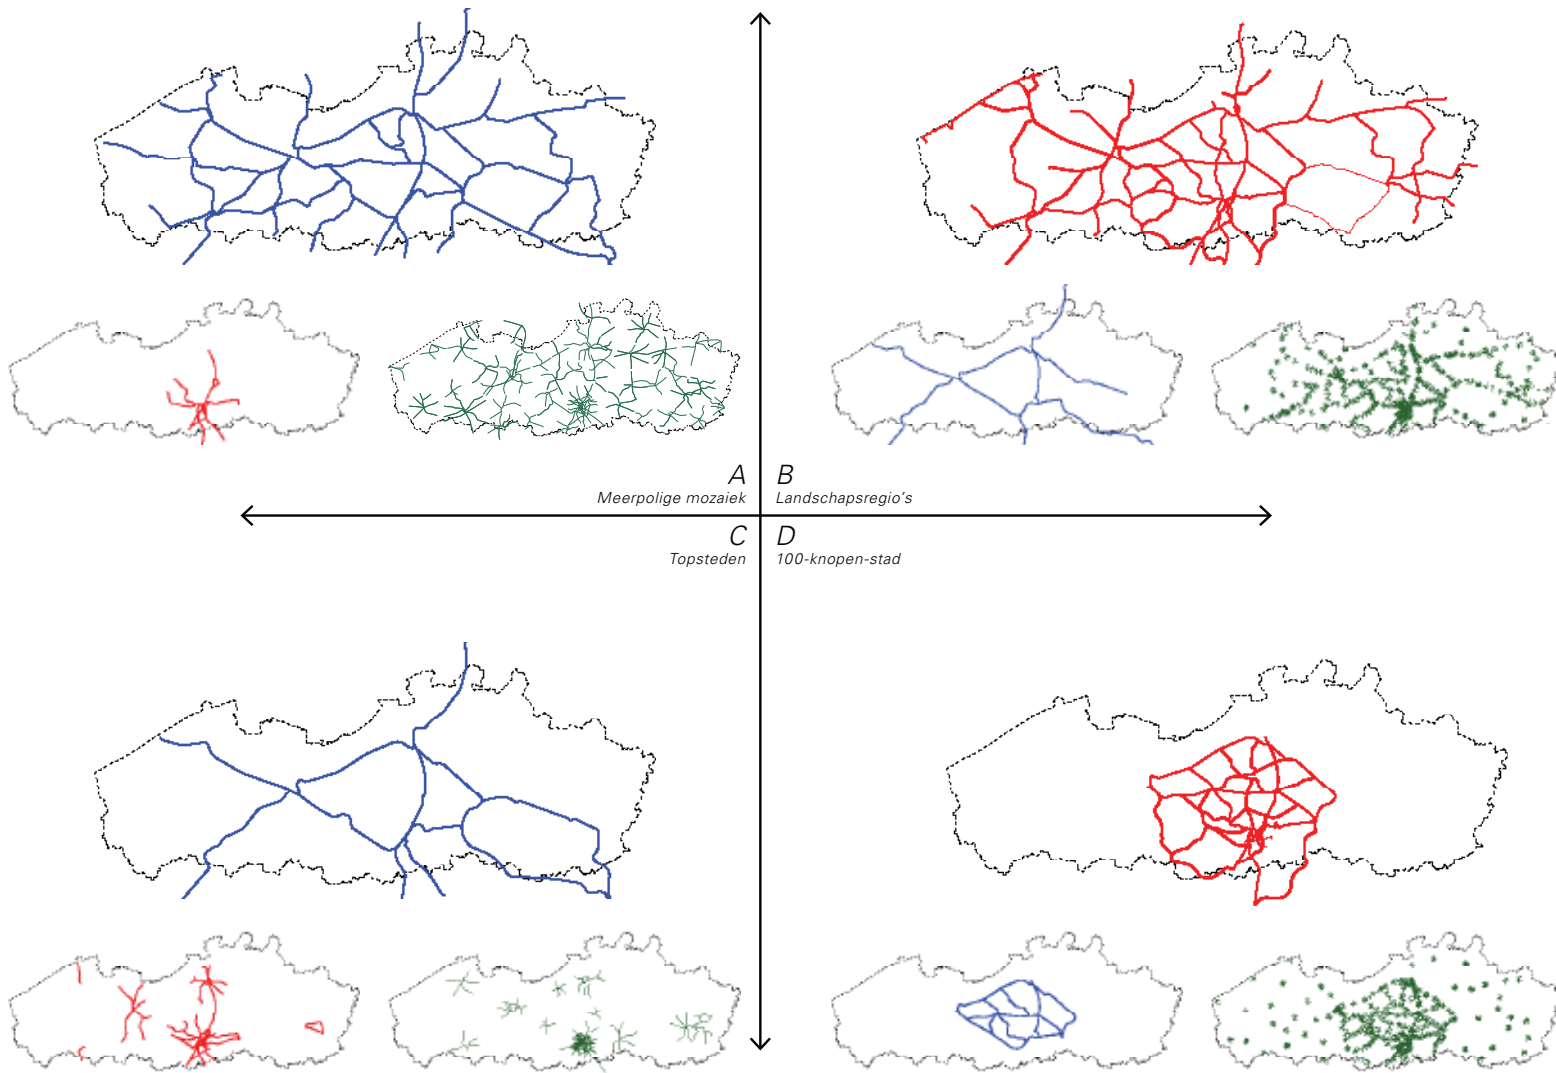 A
Meerpolige mozaiek
B
Landschapsregio's
C
Topsteden
D
100-knopen-stad